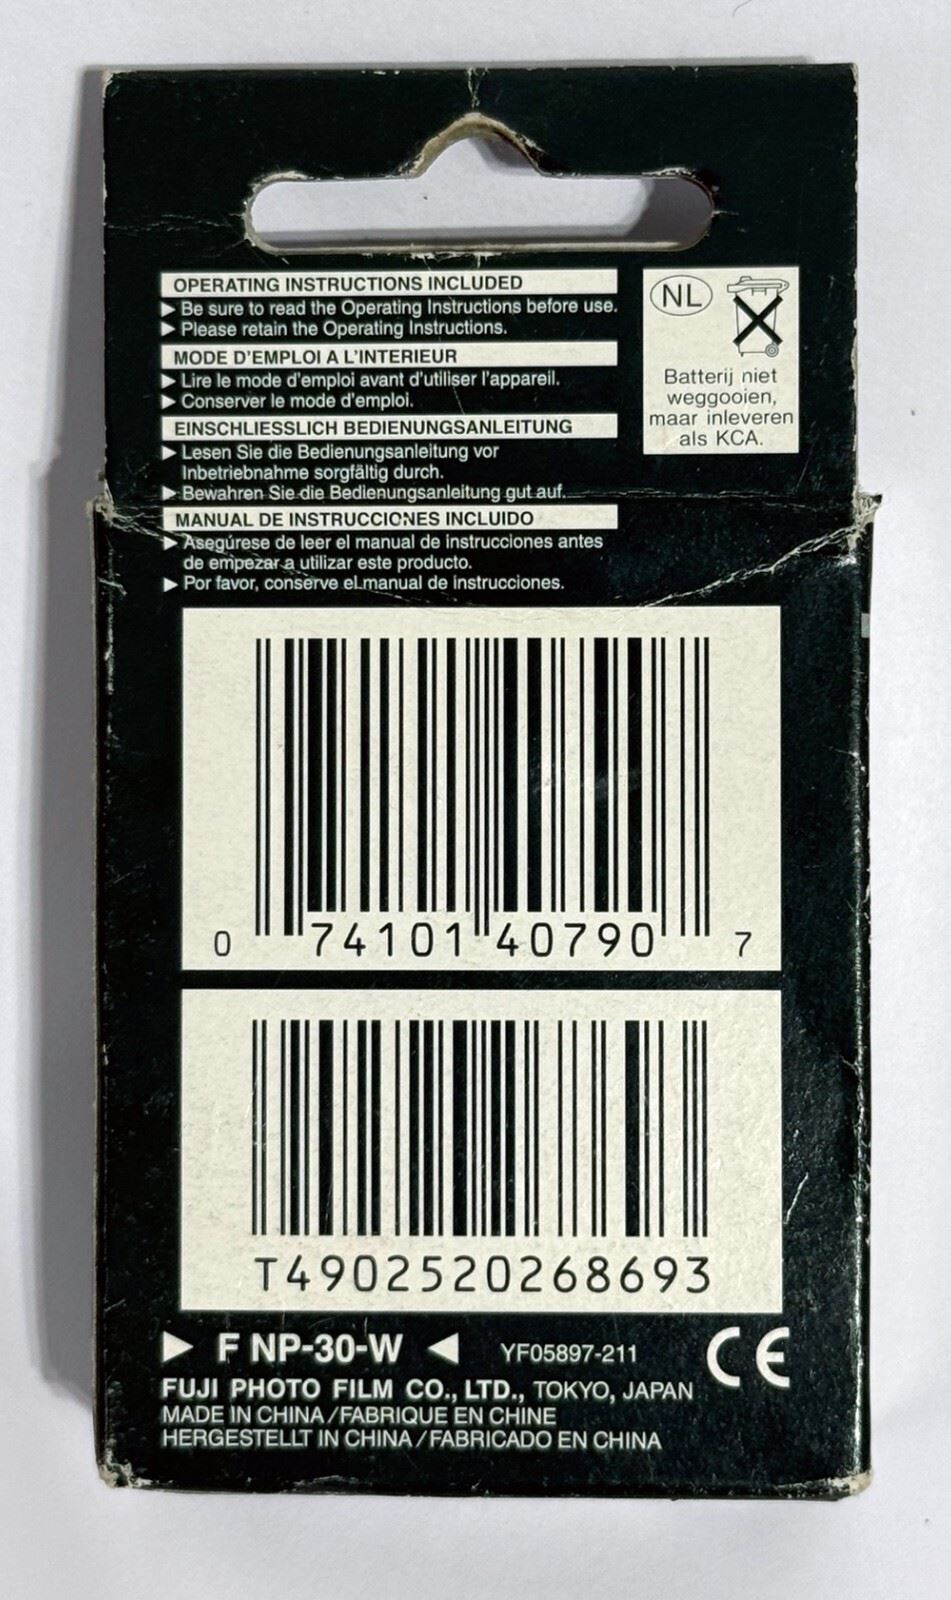 OPERATING INSTRUCTIONS INCLUDED
▶ Be sure to read the Operating Instructions before use.
▶ Please retain the Operating Instructions.
MODE D'EMPLOI A L'INTERIEUR
▶ Lire le mode d'emploi avant d'utiliser l'appareil.
▶ Conserver le mode d'emploi.
EINSCHLIESSLICH BEDIENUNGSANLEITUNG
▶ Lesen Sie die Bedienungsanleitung vor
Inbetriebnahme sorgfältig durch.
▶ Bewahren Sie die Bedienungsanleitung gut auf.
MANUAL DE INSTRUCCIONES INCLUIDO
▶ Asegúrese de leer el manual de instrucciones antes
de empezar a utilizar este producto.
▶ Por favor, conserve el manual de instrucciones.
NL
Batterij niet
weggooien,
maar inleveren
als KCA.
0 74101 40790 7
T4902520268693
▶ F NP-30-W ◀ YF05897-211 CE
FUJI PHOTO FILM CO., LTD., TOKYO, JAPAN
MADE IN CHINA/FABRIQUE EN CHINE
HERGESTELLT IN CHINA/FABRICADO EN CHINA